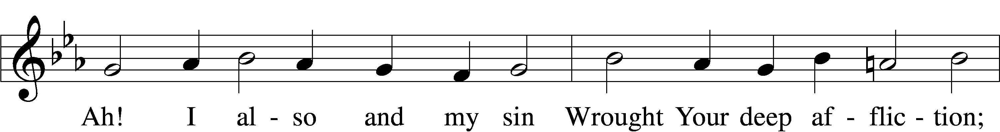 Ah! I al - so and my sin Wrought Your deep af - flic - tion;